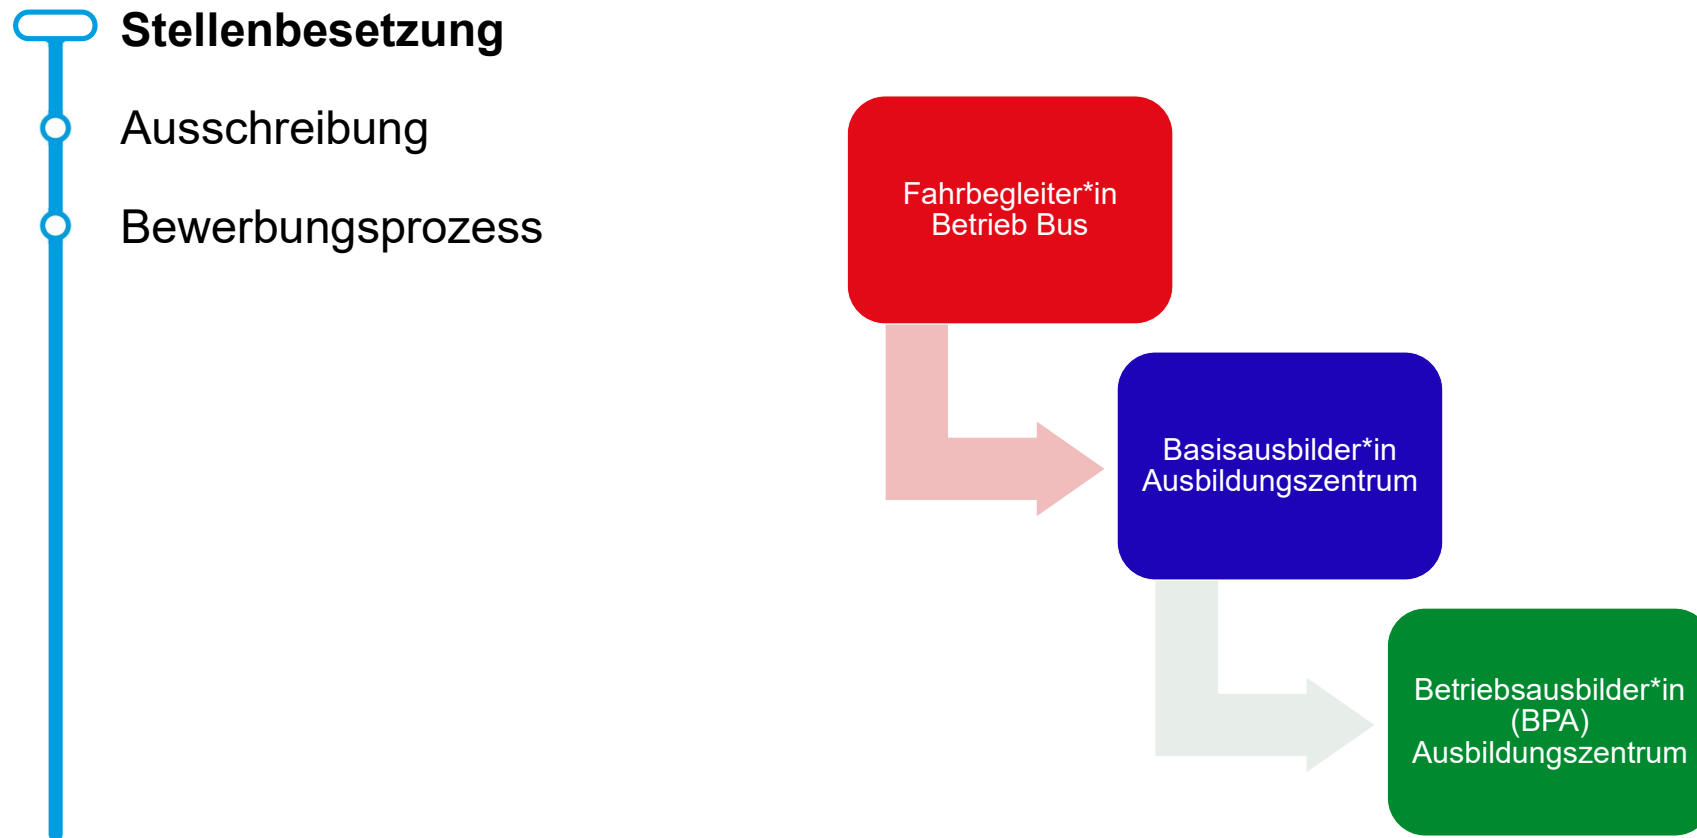 Stellenbesetzung
Ausschreibung
Bewerbungsprozess
Fahrbegleiter*in
Betrieb Bus
Basisausbilder*in
Ausbildungszentrum
Betriebsausbilder*in
(BPA)
Ausbildungszentrum